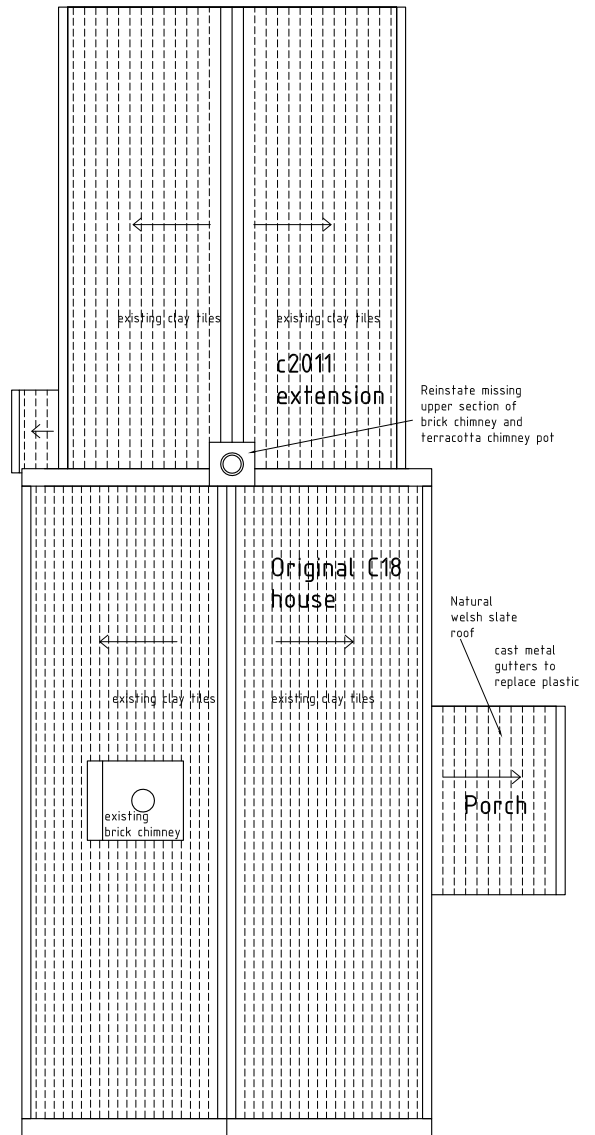 existing clay tiles
existing clay tiles
c2011
extension
Reinstate missing
upper section of
brick chimney and
terracotta chimney pot
Original C18
house
Natural
welsh slate
roof
cast metal
gutters to
replace plastic
existing clay tiles
existing clay tiles
Porch
existing
brick chimney